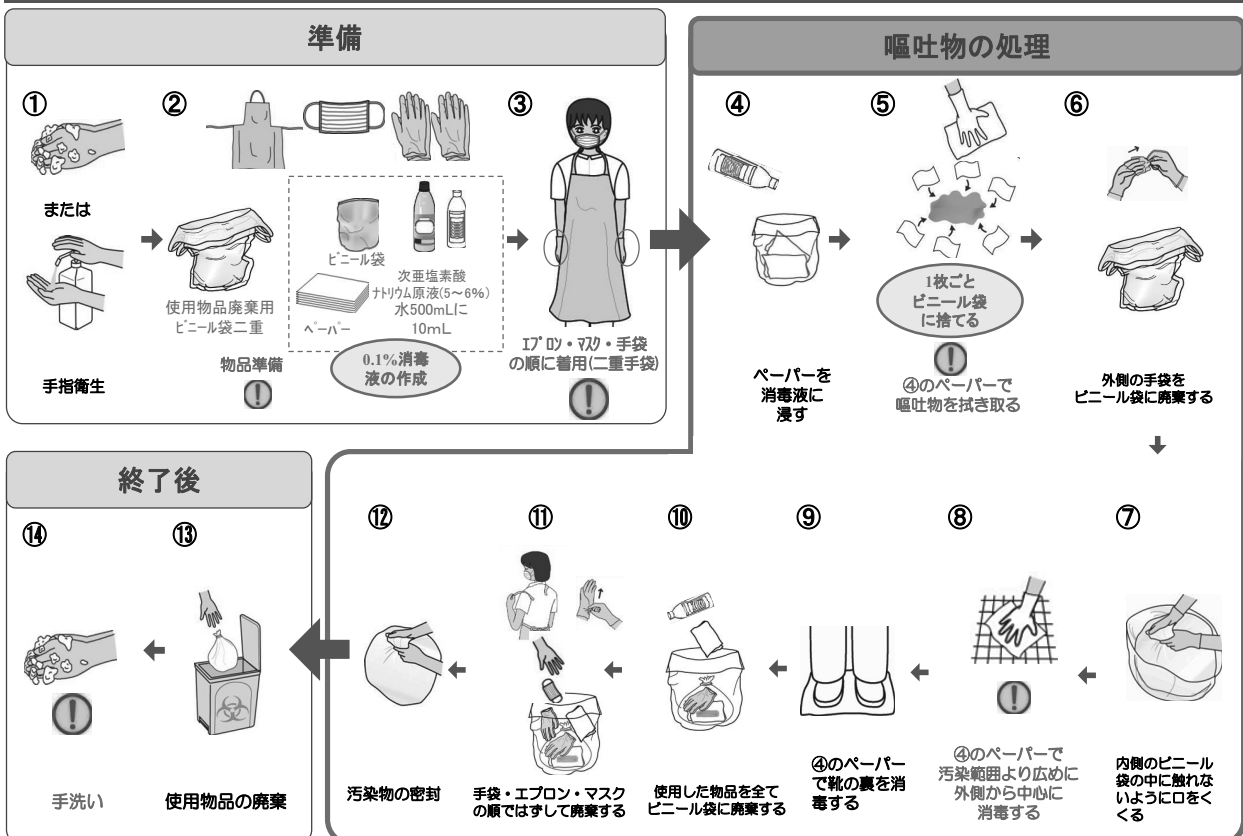 準備
①
または
手指衛生
②
使用物品廃棄用
ビニール袋二重
物品準備
ビニール袋
ペーパー
次亜塩素酸
ナトリウム原液(5～6%)
水500mLに
10mL
0.1%消毒
液の作成
③
エプロン・マスク・手袋
の順に着用(二重手袋)
嘔吐物の処理
④
ペーパーを
消毒液に
浸す
⑤
1枚ごと
ビニール袋
に捨てる
④のペーパーで
嘔吐物を拭き取る
⑥
外側の手袋を
ビニール袋に廃棄する
⑦
内側のビニール
袋の中に触れな
いように口をく
くる
⑧
④のペーパーで
汚染範囲より広めに
外側から中心に
消毒する
⑨
④のペーパー
で靴の裏を消
毒する
⑩
使用した物品を全て
ビニール袋に廃棄する
⑪
手袋・エプロン・マスク
の順ではずして廃棄する
⑫
汚染物の密封
終了後
⑬
使用物品の廃棄
⑭
手洗い